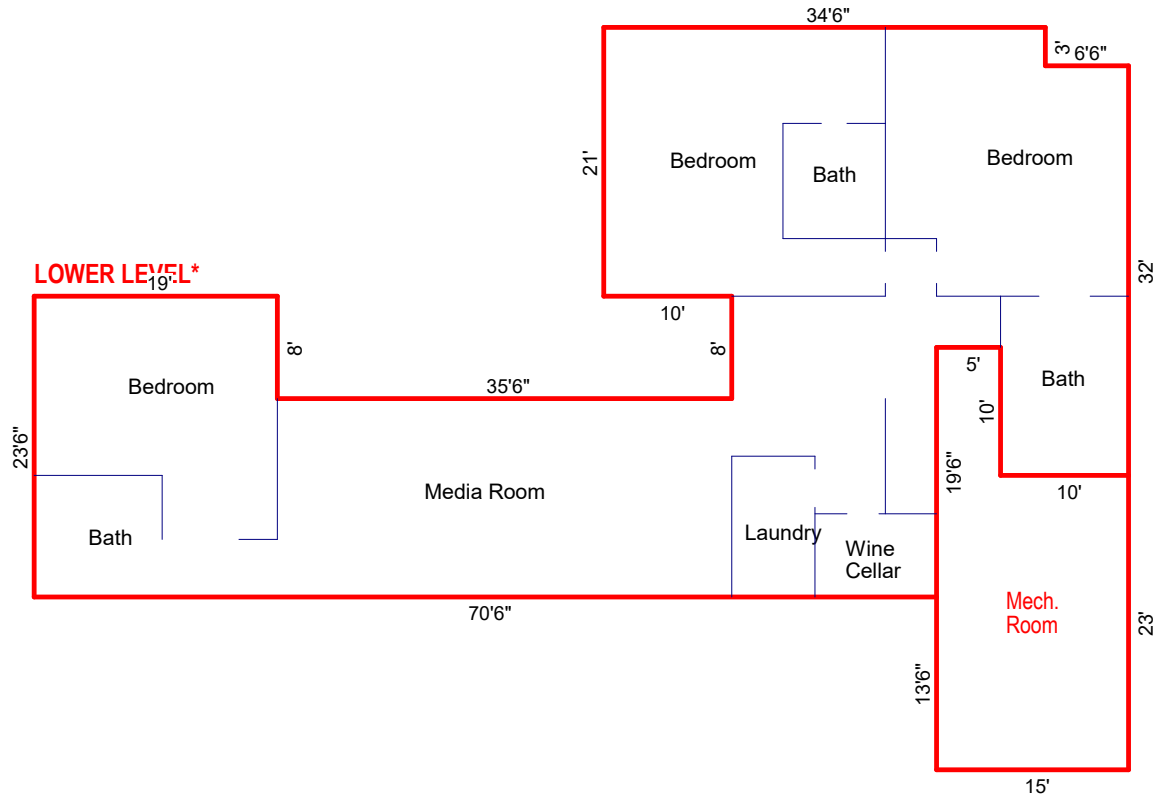 34'6"
3'
6'6"
21'
Bedroom
Bath
Bedroom
LOWER LEVEL*
19'
32'
10'
8'
8'
5'
Bedroom
35'6"
Bath
10'
23'6"
Media Room
19'6"
10'
Bath
Laundry
Wine
Cellar
70'6"
Mech.
Room
23'
13'6"
15'